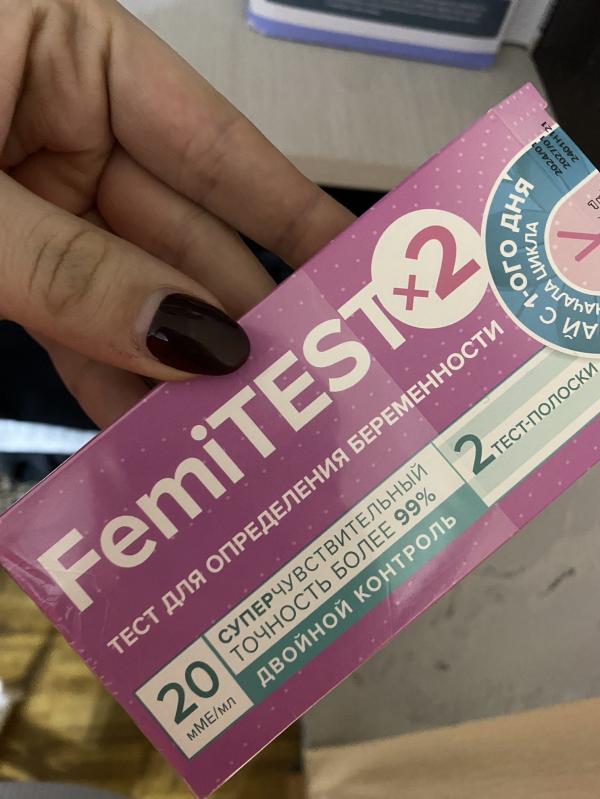 FemiTEST
×2
ТЕСТ ДЛЯ ОПРЕДЕЛЕНИЯ БЕРЕМЕННОСТИ
20
мМЕ/мл
СУПЕРЧУВСТВИТЕЛЬНЫЙ
ТОЧНОСТЬ БОЛЕЕ 99%
ДВОЙНОЙ КОНТРОЛЬ
2 ТЕСТ-ПОЛОСКИ
АЙ С 1-ОГО ДНЯ
НАЧАЛА ЦИКЛА